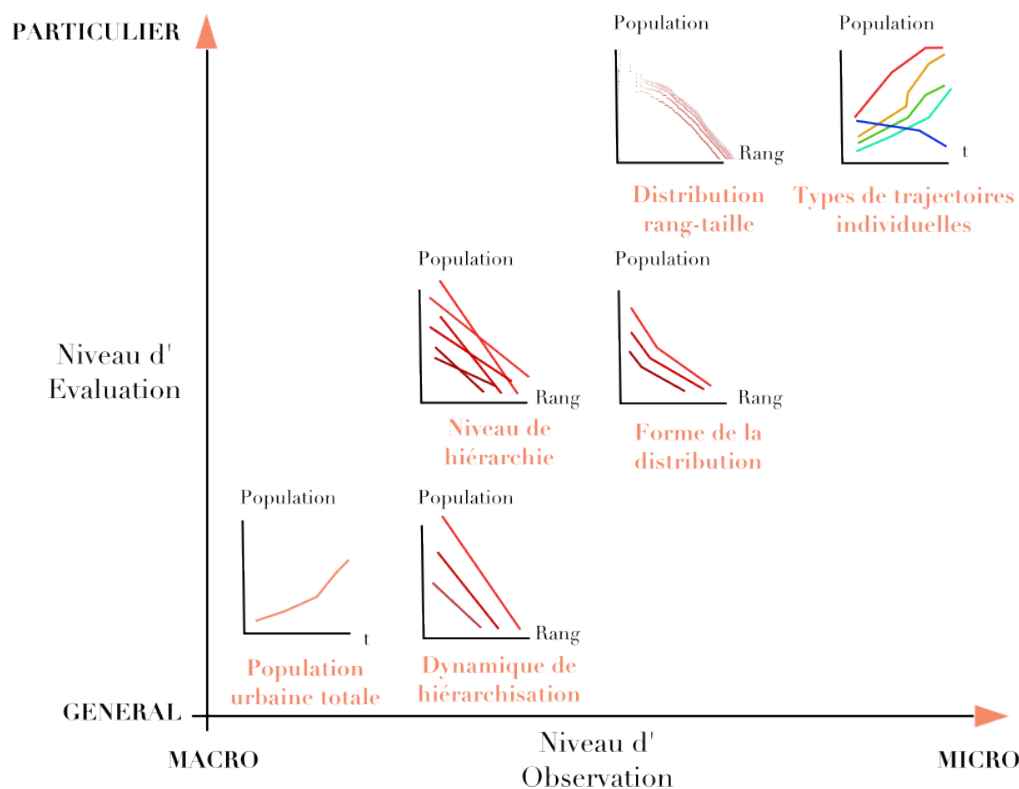 PARTICULIER
Population
Population
Rang
t
Distribution
rang-taille
Types de trajectoires
individuelles
Population
Population
Niveau d'
Evaluation
Rang
Rang
Niveau de
hiérarchie
Forme de la
distribution
Population
Population
t
Rang
Population
urbaine totale
Dynamique de
hiérarchisation
GENERAL
MACRO
Niveau d'
Observation
MICRO